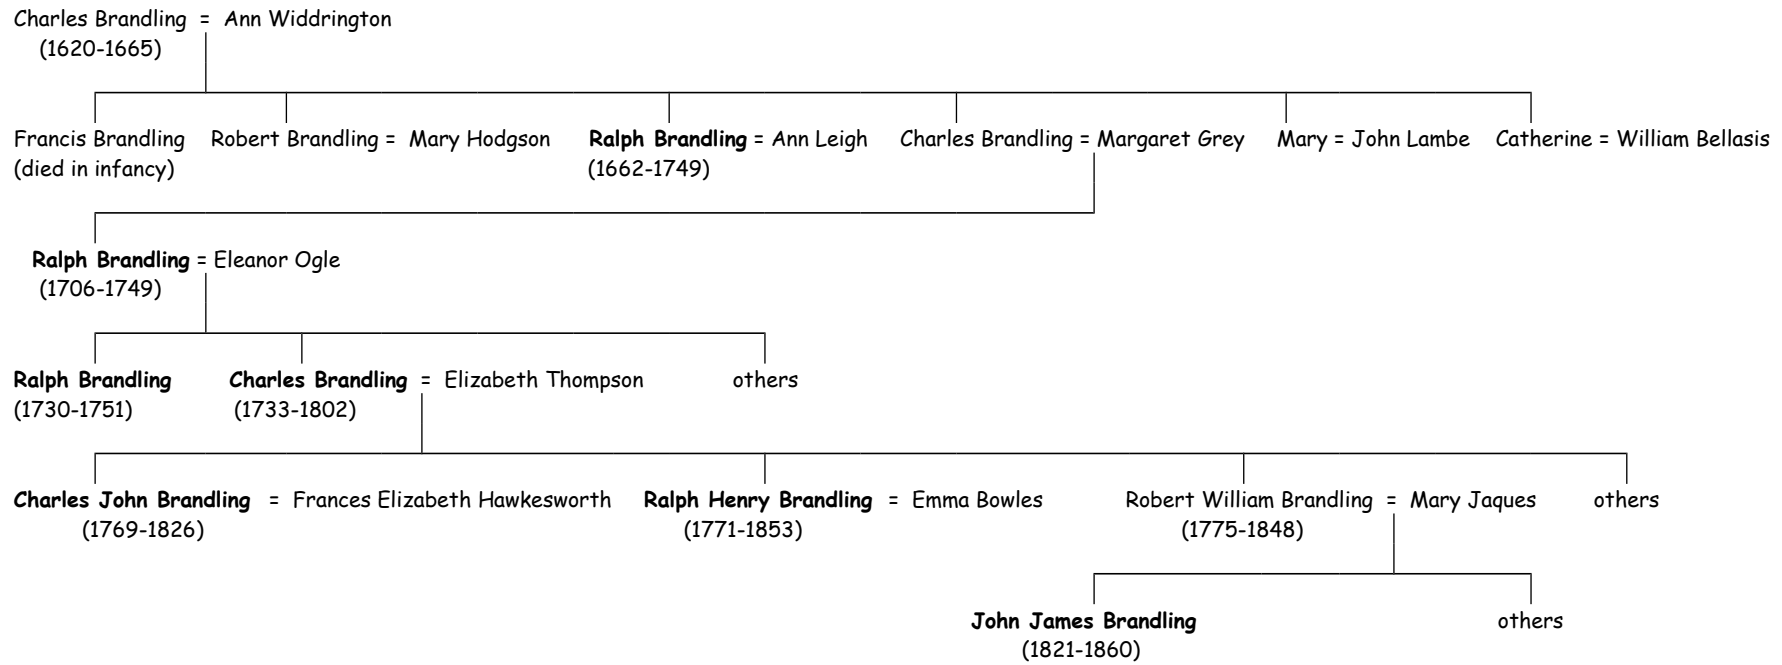 Charles Brandling = Ann Widdrington
(1620-1665)
Francis Brandling Robert Brandling = Mary Hodgson Ralph Brandling = Ann Leigh Charles Brandling = Margaret Grey Mary = John Lambe Catherine = William Bellasis
(died in infancy) (1662-1749)
Ralph Brandling = Eleanor Ogle
(1706-1749)
Ralph Brandling Charles Brandling = Elizabeth Thompson others
(1730-1751) (1733-1802)
Charles John Brandling = Frances Elizabeth Hawkesworth Ralph Henry Brandling = Emma Bowles Robert William Brandling = Mary Jaques others
(1769-1826) (1771-1853) (1775-1848)
John James Brandling others
(1821-1860)